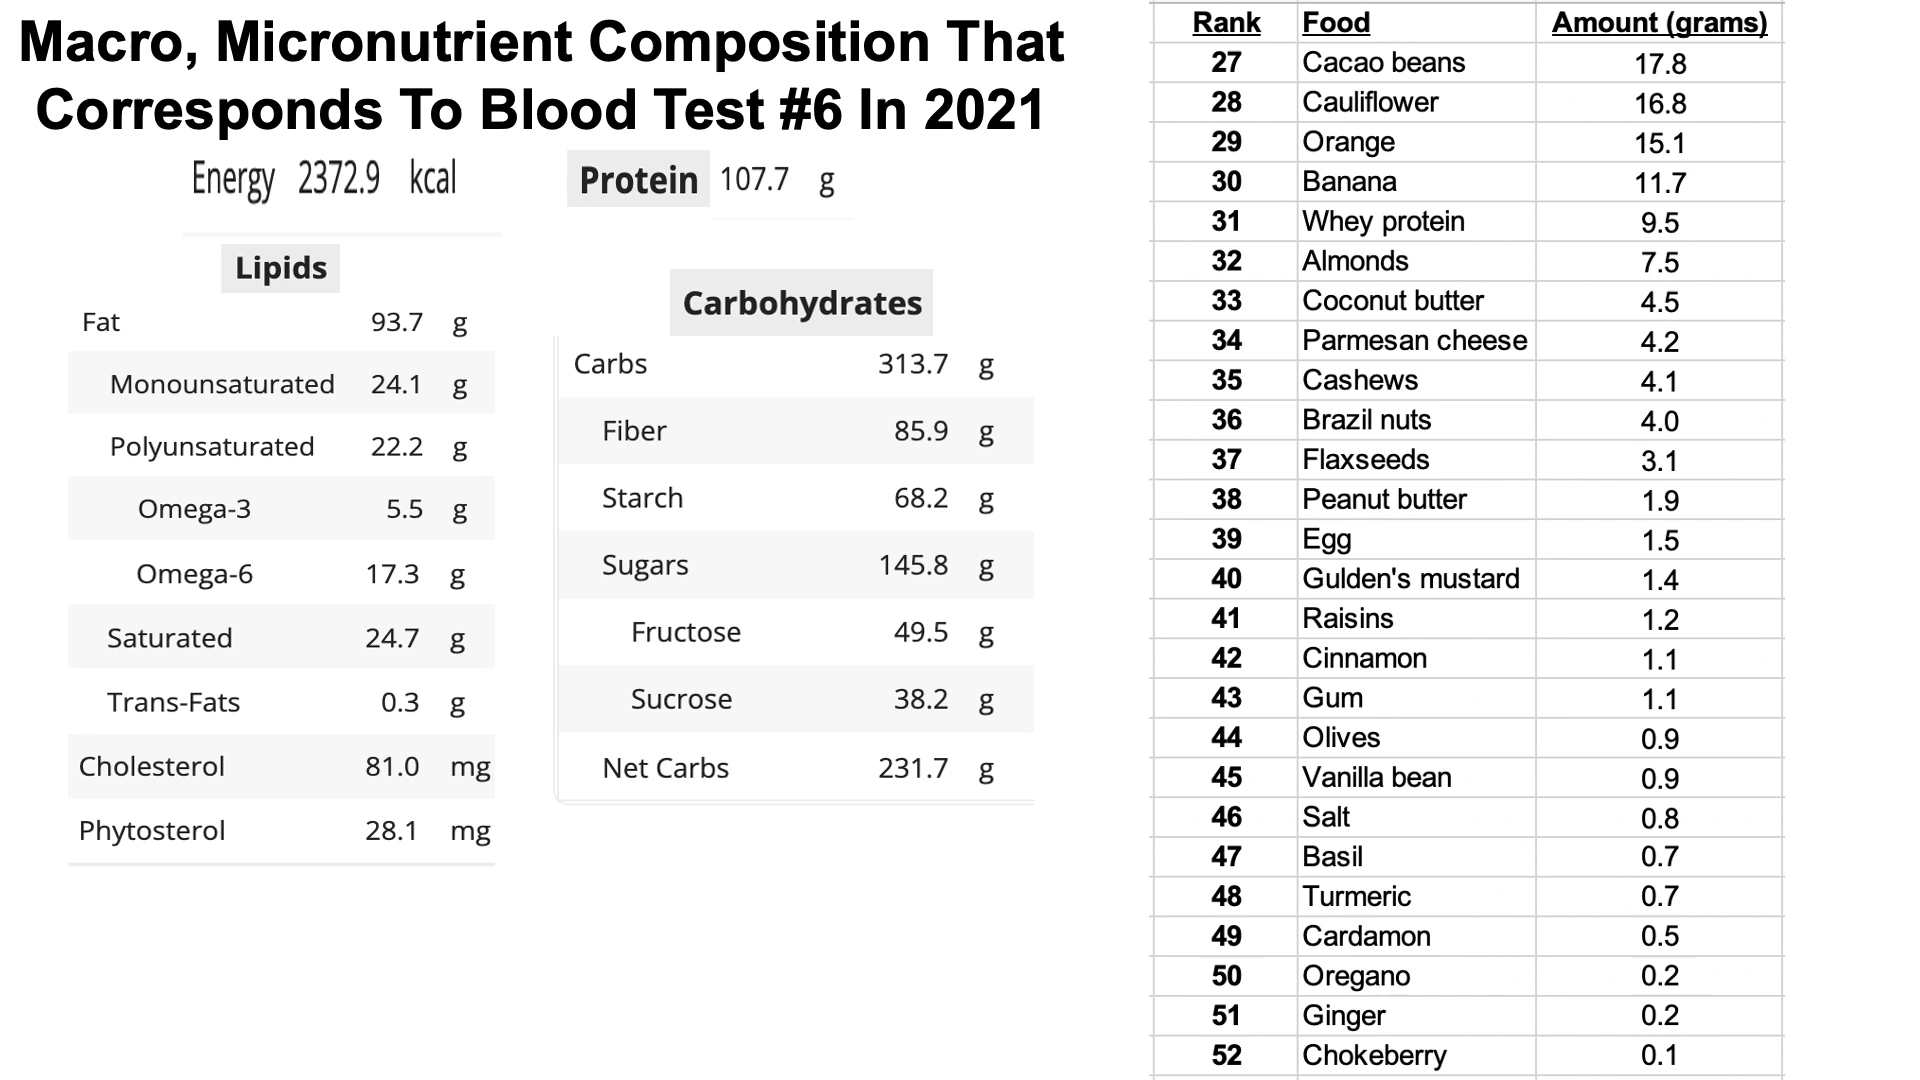 Macro, Micronutrient Composition That
Corresponds To Blood Test #6 In 2021
Energy 2372.9 kcal
Protein 107.7 g
Lipids
Fat 93.7 g
Monounsaturated 24.1 g
Polyunsaturated 22.2 g
Omega-3 5.5 g
Omega-6 17.3 g
Saturated 24.7 g
Trans-Fats 0.3 g
Cholesterol 81.0 mg
Phytosterol 28.1 mg
Carbohydrates
Carbs 313.7 g
Fiber 85.9 g
Starch 68.2 g
Sugars 145.8 g
Fructose 49.5 g
Sucrose 38.2 g
Net Carbs 231.7 g
Rank Food Amount (grams)
27 Cacao beans 17.8
28 Cauliflower 16.8
29 Orange 15.1
30 Banana 11.7
31 Whey protein 9.5
32 Almonds 7.5
33 Coconut butter 4.5
34 Parmesan cheese 4.2
35 Cashews 4.1
36 Brazil nuts 4.0
37 Flaxseeds 3.1
38 Peanut butter 1.9
39 Egg 1.5
40 Gulden's mustard 1.4
41 Raisins 1.2
42 Cinnamon 1.1
43 Gum 1.1
44 Olives 0.9
45 Vanilla bean 0.9
46 Salt 0.8
47 Basil 0.7
48 Turmeric 0.7
49 Cardamon 0.5
50 Oregano 0.2
51 Ginger 0.2
52 Chokeberry 0.1